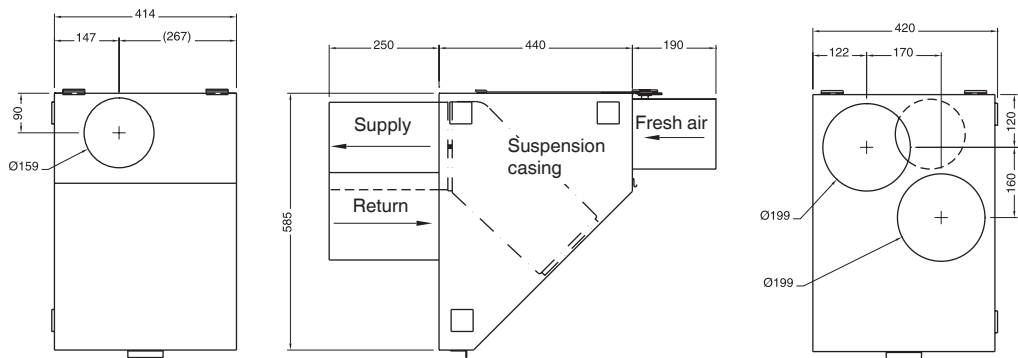 414
147
(267)
90
Ø159
250
440
190
585
Supply
Return
Suspension
casing
Fresh air
420
122
170
120
160
Ø199
Ø199